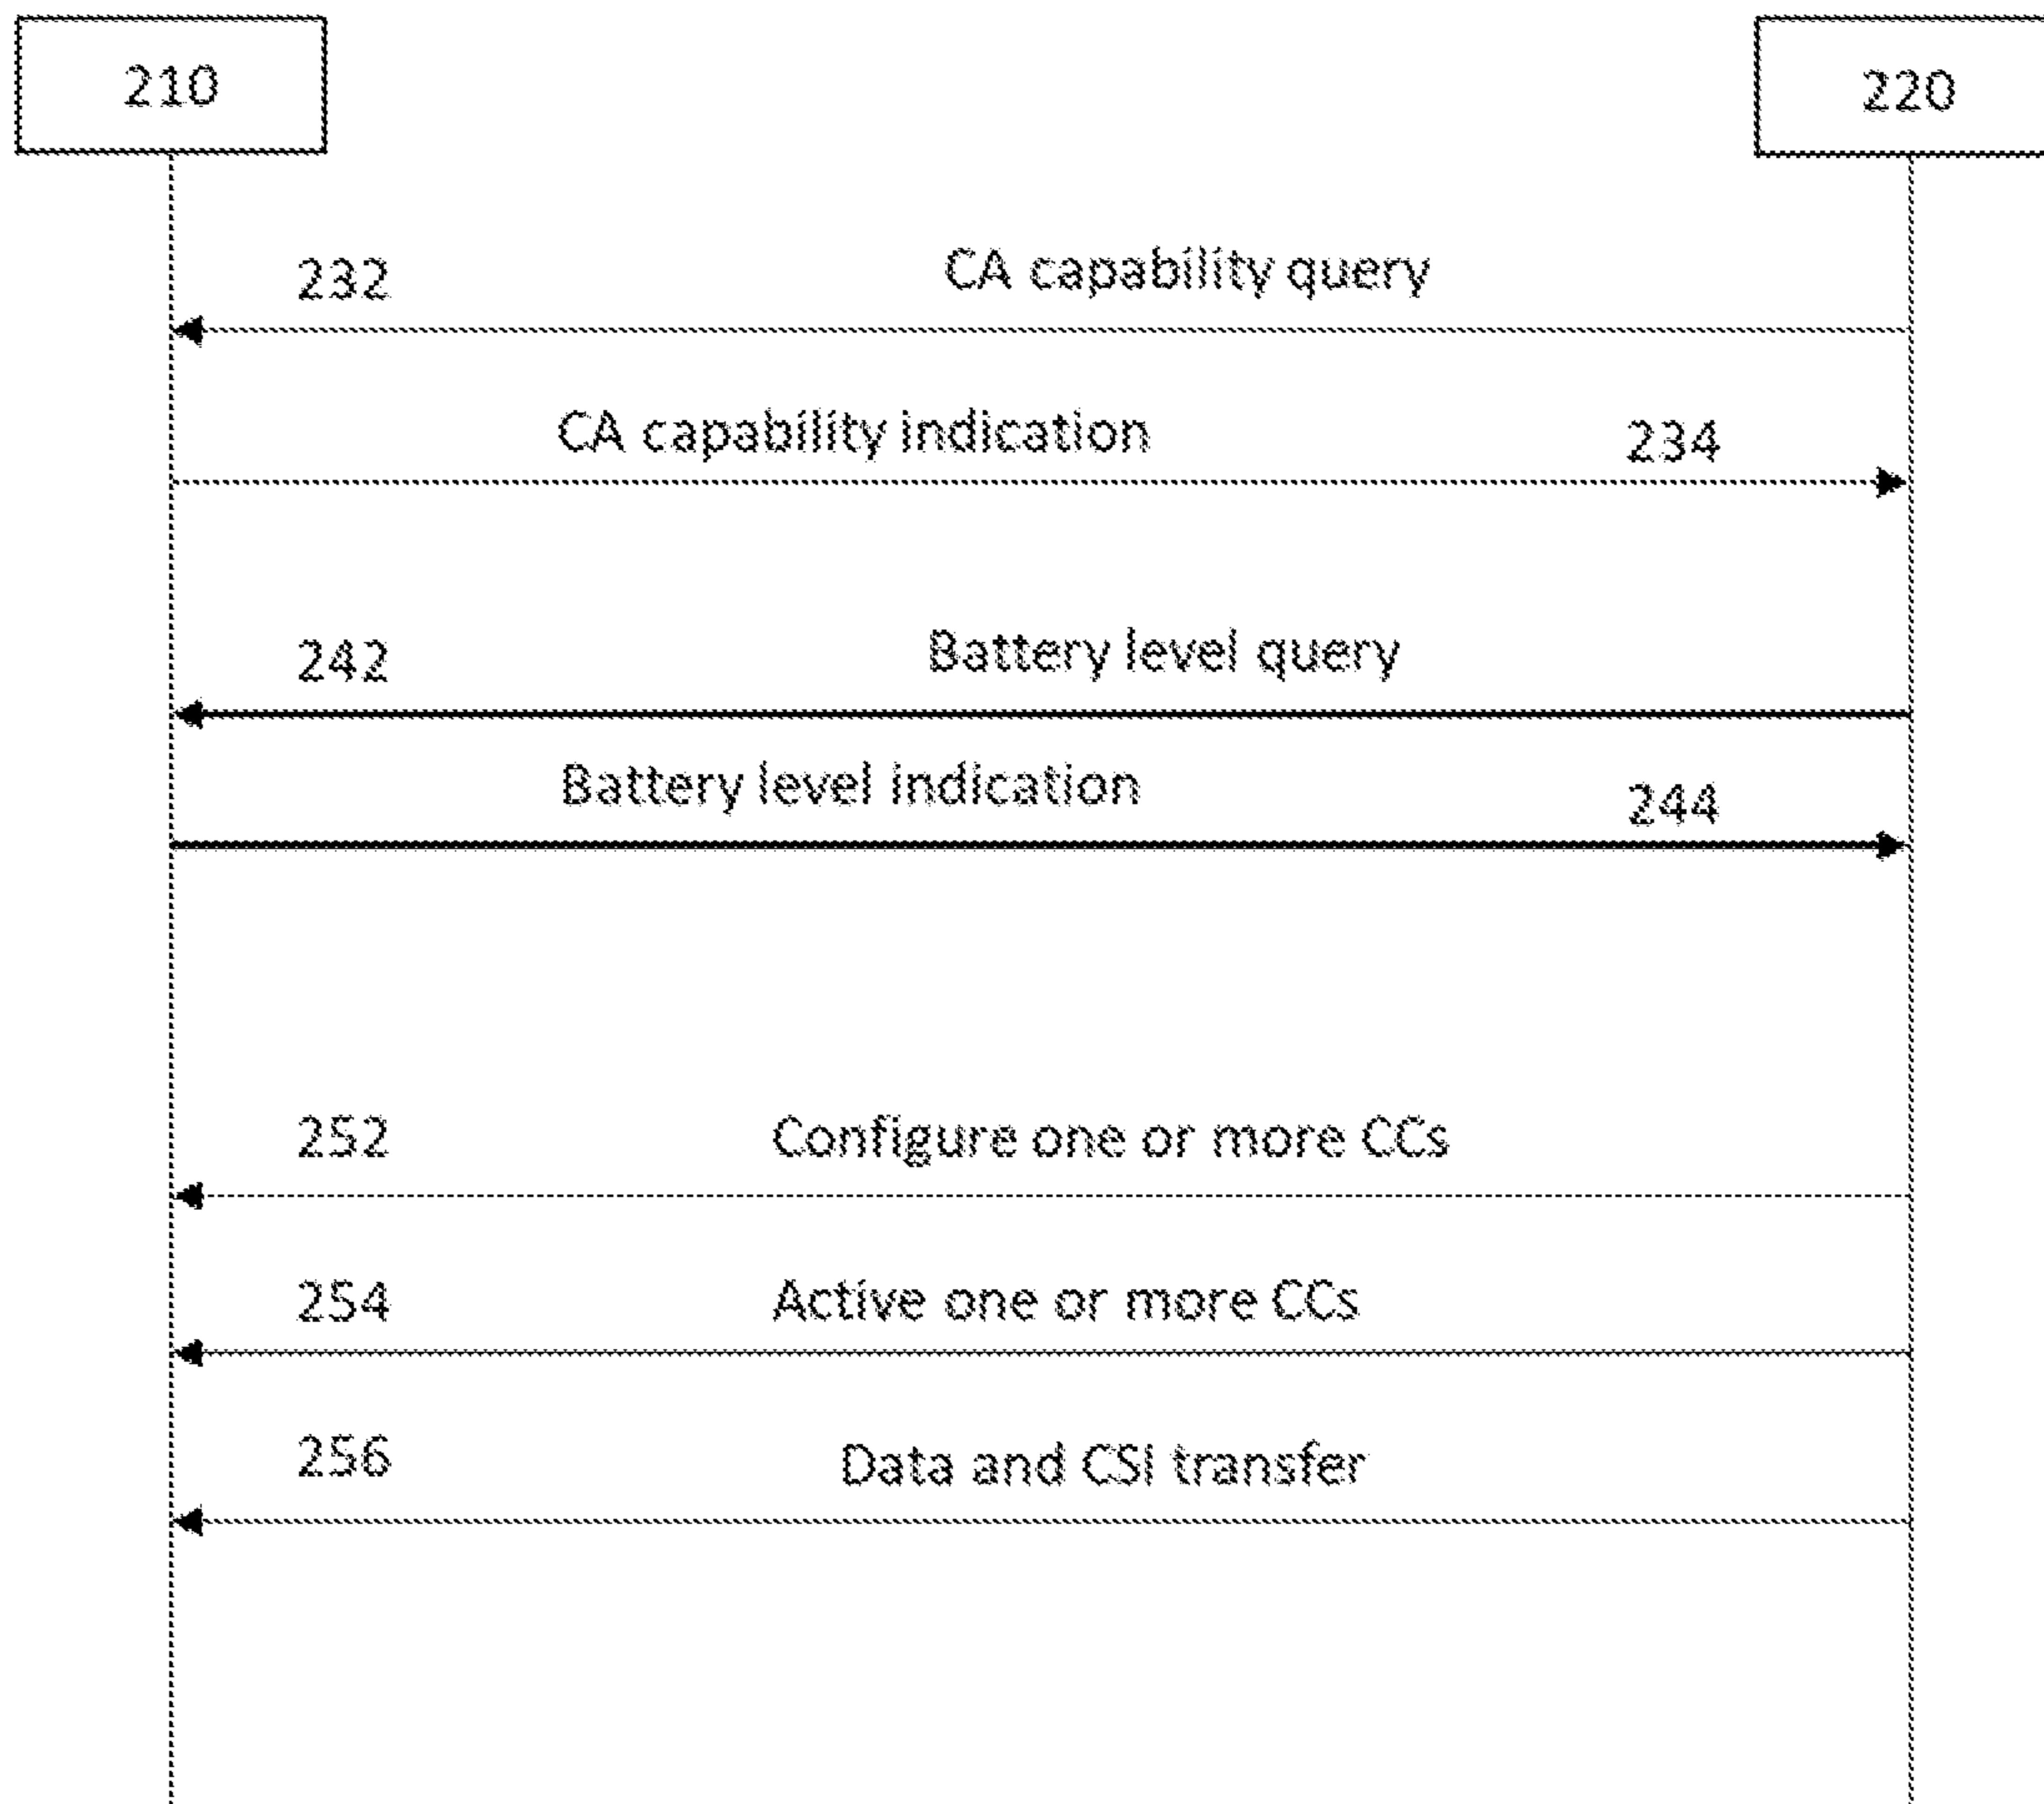 210
220
232
CA capability query
CA capability indication
234
242
Battery level query
Battery level indication
244
252
Configure one or more CCs
254
Active one or more CCs
256
Data and CSI transfer